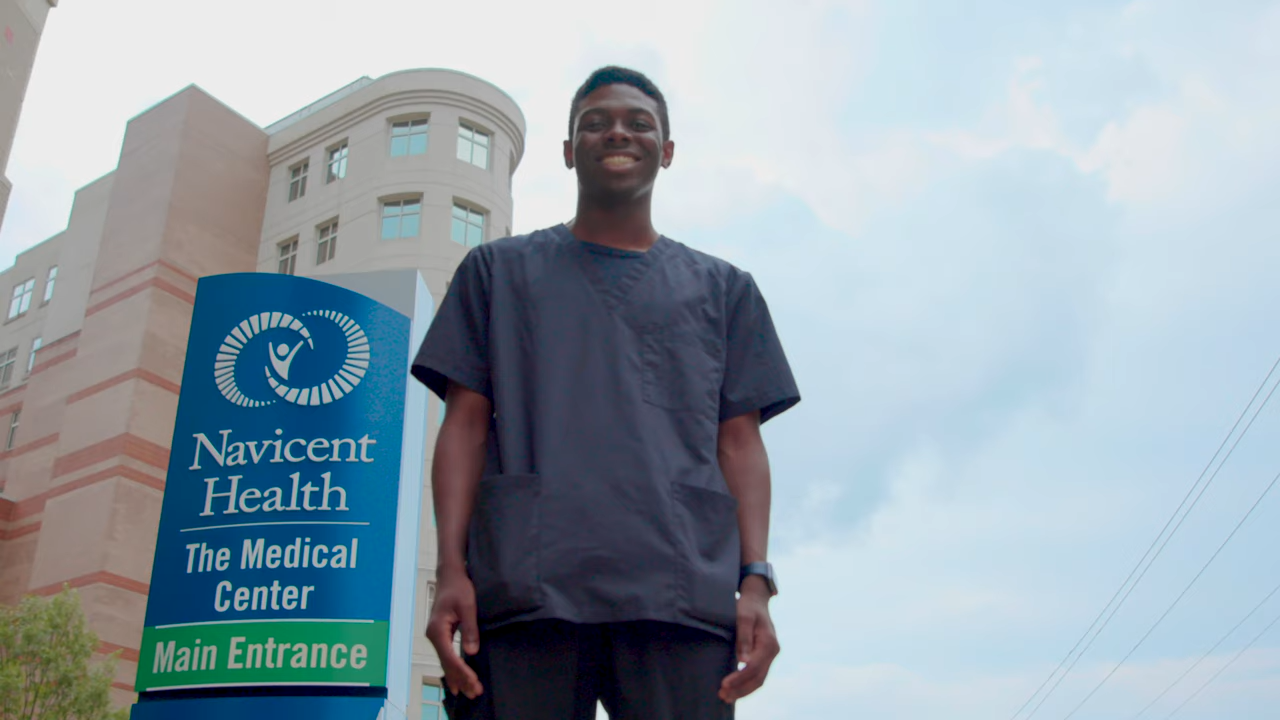 Navicent
Health
The Medical
Center
Main Entrance